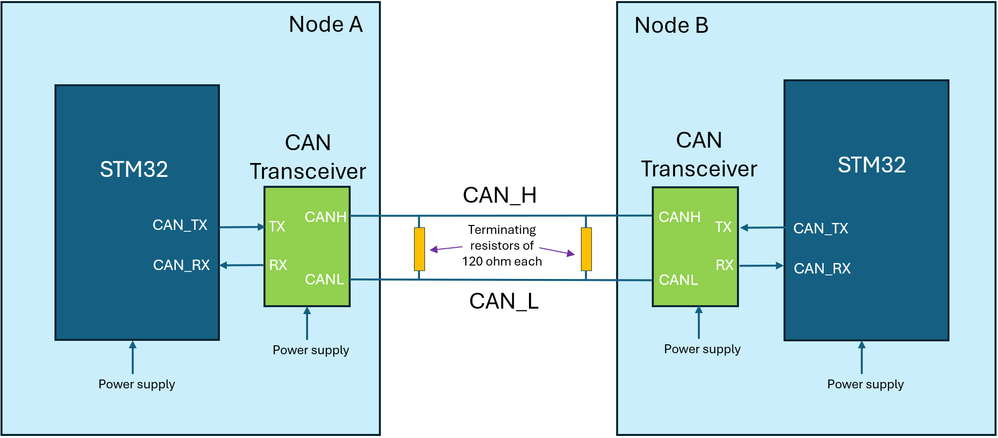 Node A
Node B
STM32
CAN
Transceiver
CAN_TX
CAN_RX
TX
RX
CANH
CANL
Power supply
Power supply
CAN_H
Terminating
resistors of
120 ohm each
CAN_L
CAN
Transceiver
CANH
CANL
TX
RX
STM32
CAN_TX
CAN_RX
Power supply
Power supply